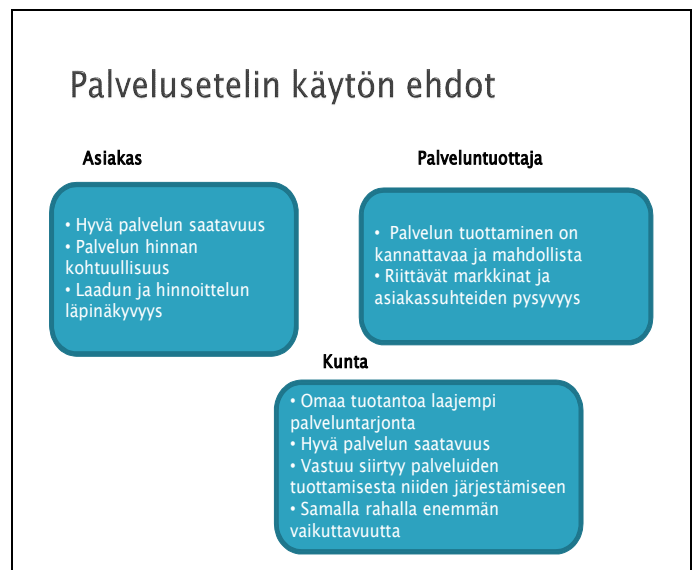 Palvelusetelin käytön ehdot
Asiakas
• Hyvä palvelun saatavuus
• Palvelun hinnan
kohtuullisuus
• Laadun ja hinnoittelun
läpinäkyvyys
Palveluntuottaja
• Palvelun tuottaminen on
kannattavaa ja mahdollista
• Riittävät markkinat ja
asiakassuhteiden pysyvyys
Kunta
• Omaa tuotantoa laajempi
palveluntarjonta
• Hyvä palvelun saatavuus
• Vastuu siirtyy palveluiden
tuottamisesta niiden järjestämiseen
• Samalla rahalla enemmän
vaikuttavuutta